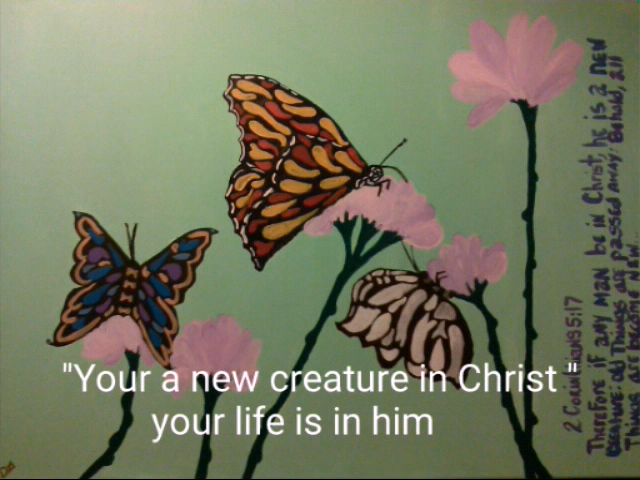 "Your a new creature in Christ "
your life is in him
2 Corinthians 5:17
Therefore if any man be in Christ, he is a new
creature: old Things are passed away: Behold, all
Things are become new.